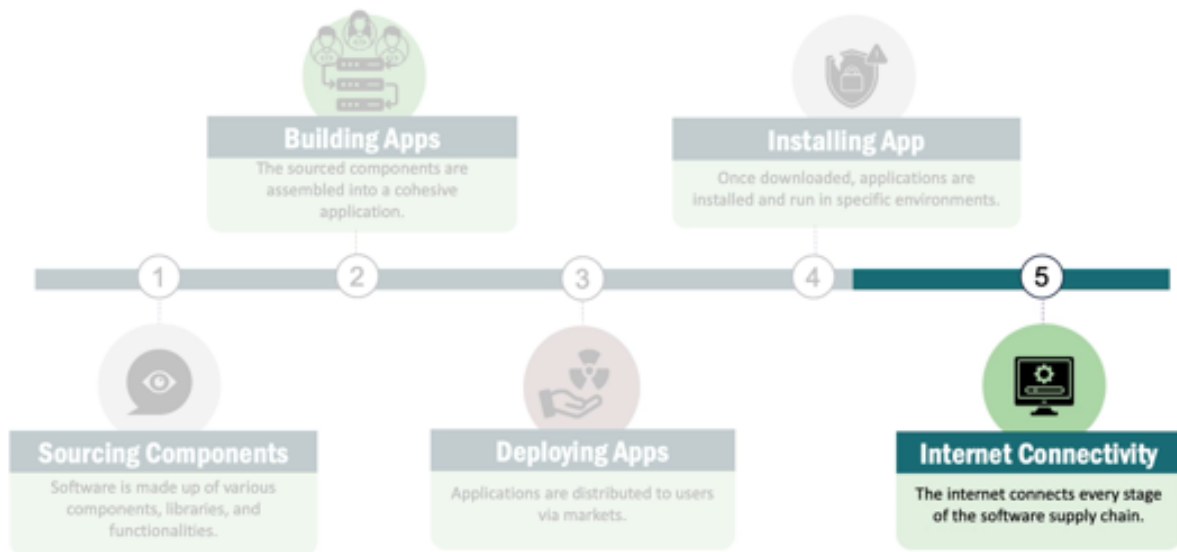 Building Apps
The sourced components are
assembled into a cohesive
application.
Installing App
Once downloaded, applications are
installed and run in specific environments.
1
2
3
4
5
Sourcing Components
Software is made up of various
components, libraries, and
functionalities.
Deploying Apps
Applications are distributed to users
via markets.
Internet Connectivity
The internet connects every stage
of the software supply chain.